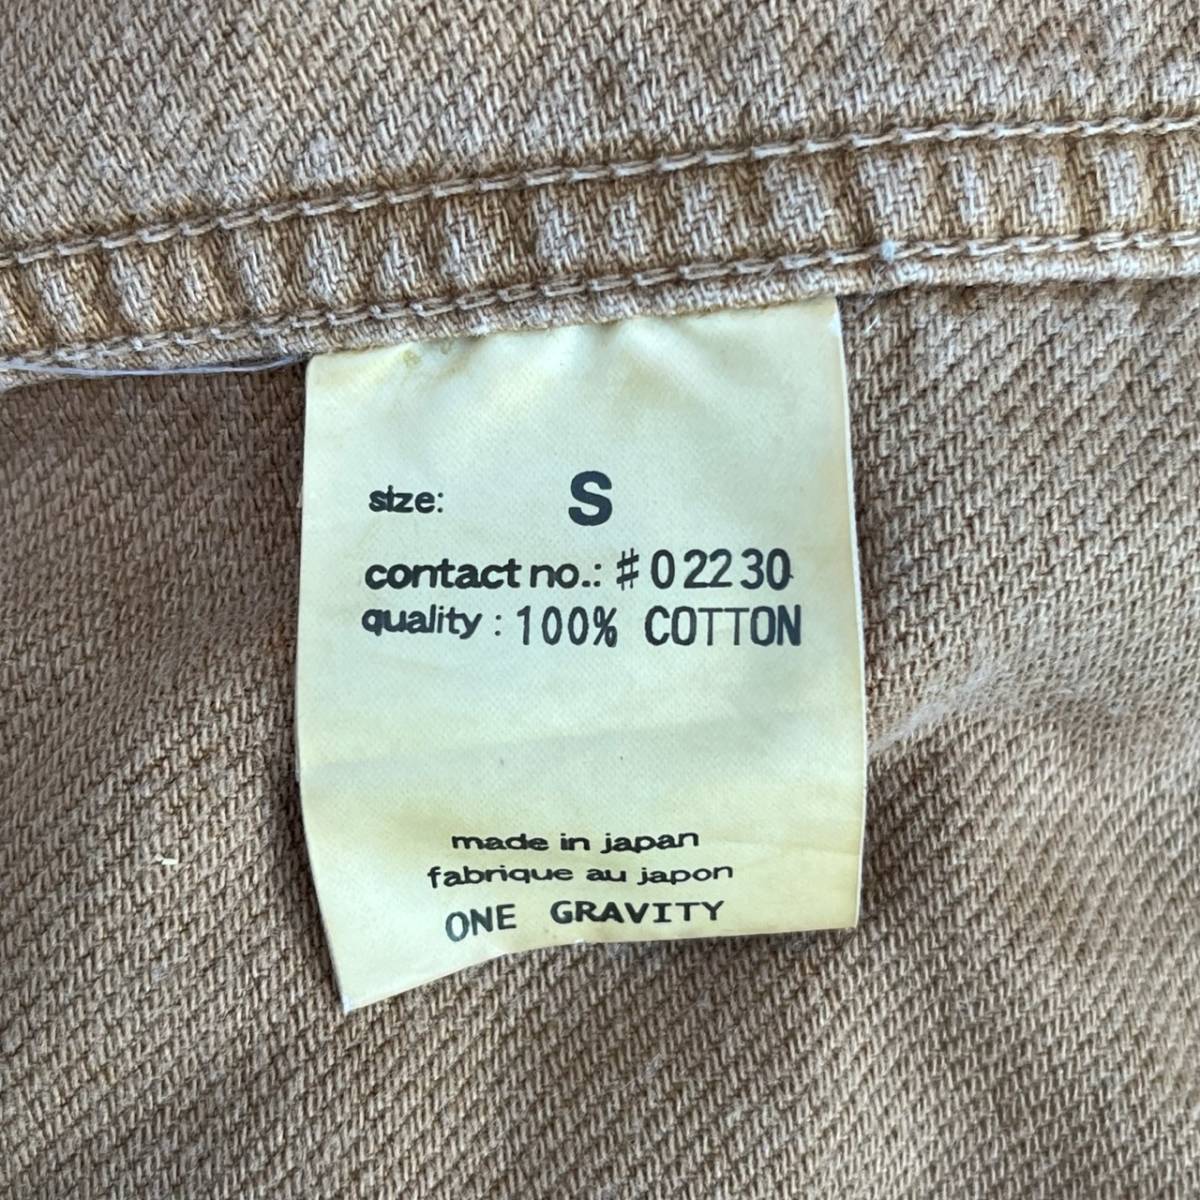 size: S
contact no.: #02230
quality : 100% COTTON
made in japan
fabrique au japon
ONE GRAVITY